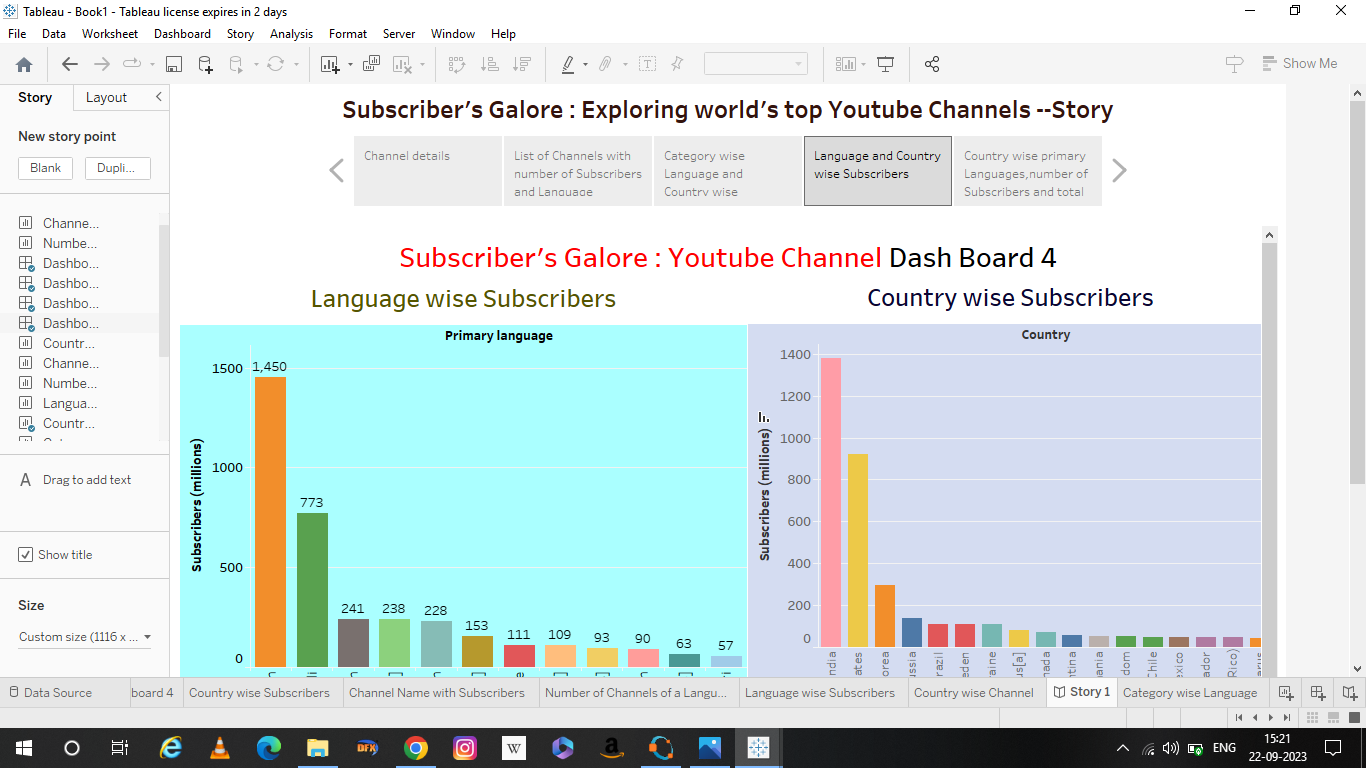 Tableau - Book1 - Tableau license expires in 2 days
File Data Worksheet Dashboard Story Analysis Format Server Window Help
Show Me
Story Layout
New story point
Blank Dupli...
Channe...
Numbe...
Dashbo...
Dashbo...
Dashbo...
Dashbo...
Countr...
Channe...
Numbe...
Langua...
Countr...
A Drag to add text
Show title
Size
Custom size (1116 x ...
Subscriber's Galore : Exploring world's top Youtube Channels --Story
Channel details
List of Channels with
number of Subscribers
and Language
Category wise
Language and
Country wise
Language and Country
wise Subscribers
Country wise primary
Languages,number of
Subscribers and total
Subscriber's Galore : Youtube Channel Dash Board 4
Language wise Subscribers
Primary language
Subscribers (millions)
1500
1000
500
0
1,450
773
241
238
228
153
111
109
93
90
63
57
Country wise Subscribers
Country
Subscribers (millions)
1400
1200
1000
800
600
400
200
0
India
ates
orea
ussia
razil
eden
raine
us[a]
nada
ntina
ania
dom
Chile
exico
ador
Rico)
Data Source board 4 Country wise Subscribers Channel Name with Subscribers Number of Channels of a Langu... Language wise Subscribers Country wise Channel Story 1 Category wise Language
DFX W a ENG
15:21
22-09-2023